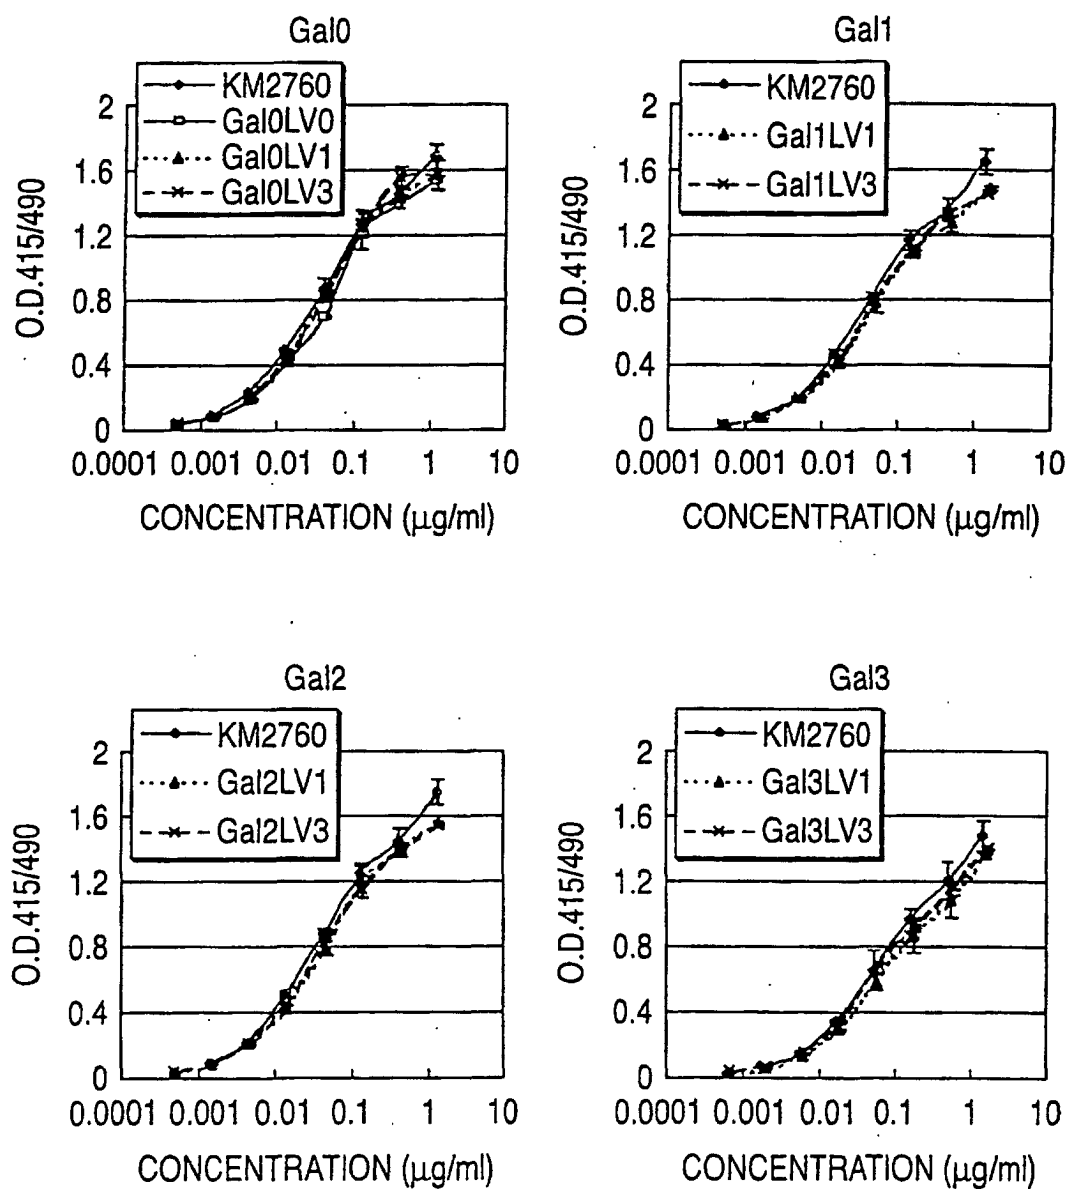 Gal0
KM2760
Gal0LV0
Gal0LV1
Gal0LV3
2
1.6
1.2
0.8
0.4
0
O.D.415/490
0.0001 0.001 0.01 0.1 1 10
CONCENTRATION (µg/ml)
Gal1
KM2760
Gal1LV1
Gal1LV3
2
1.6
1.2
0.8
0.4
0
O.D.415/490
0.0001 0.001 0.01 0.1 1 10
CONCENTRATION (µg/ml)
Gal2
KM2760
Gal2LV1
Gal2LV3
2
1.6
1.2
0.8
0.4
0
O.D.415/490
0.0001 0.001 0.01 0.1 1 10
CONCENTRATION (µg/ml)
Gal3
KM2760
Gal3LV1
Gal3LV3
2
1.6
1.2
0.8
0.4
0
O.D.415/490
0.0001 0.001 0.01 0.1 1 10
CONCENTRATION (µg/ml)